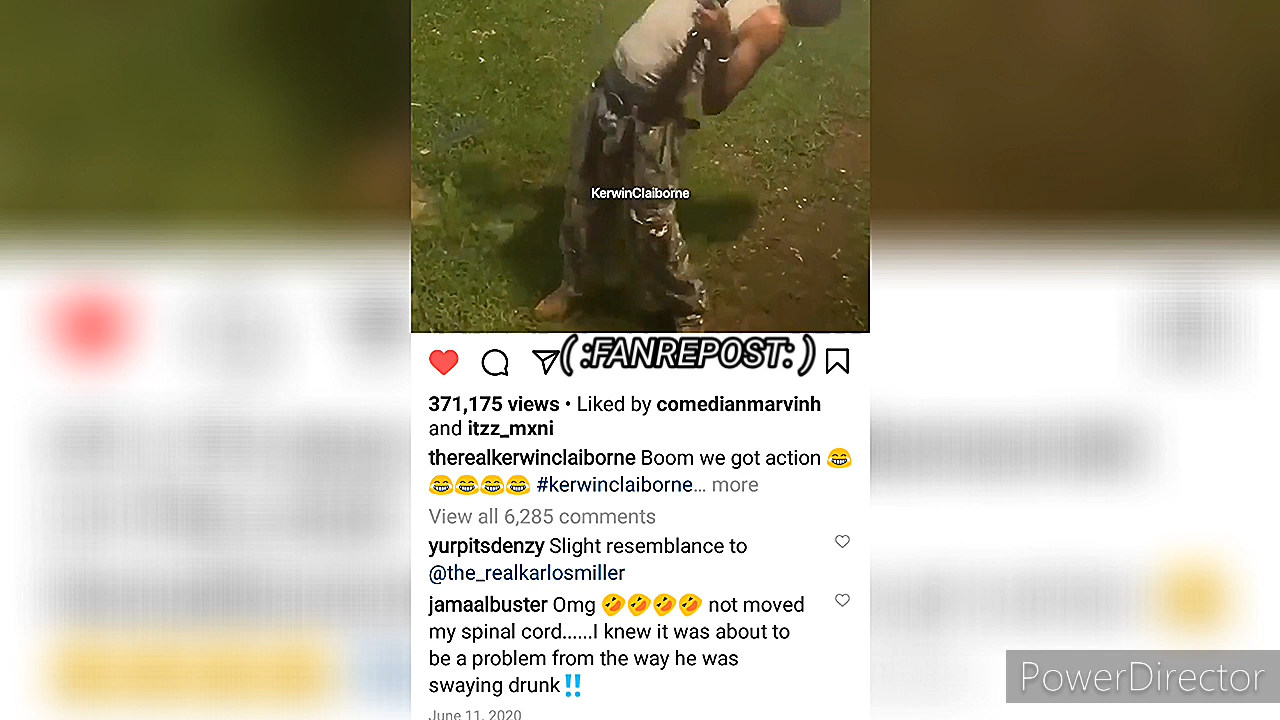 KerwinClaiborne
( :FANREPOST: )
371,175 views • Liked by comedianmarvinh
and itzz_mxni
therealkerwinclaiborne Boom we got action 😂
😂😂😂😂 #kerwinclaiborne... more
View all 6,285 comments
yurpitsdenzy Slight resemblance to
@the_realkarlosmiller
jamaalbuster Omg 🤣🤣🤣🤣 not moved
my spinal cord......I knew it was about to
be a problem from the way he was
swaying drunk‼️
PowerDirector
June 11, 2020